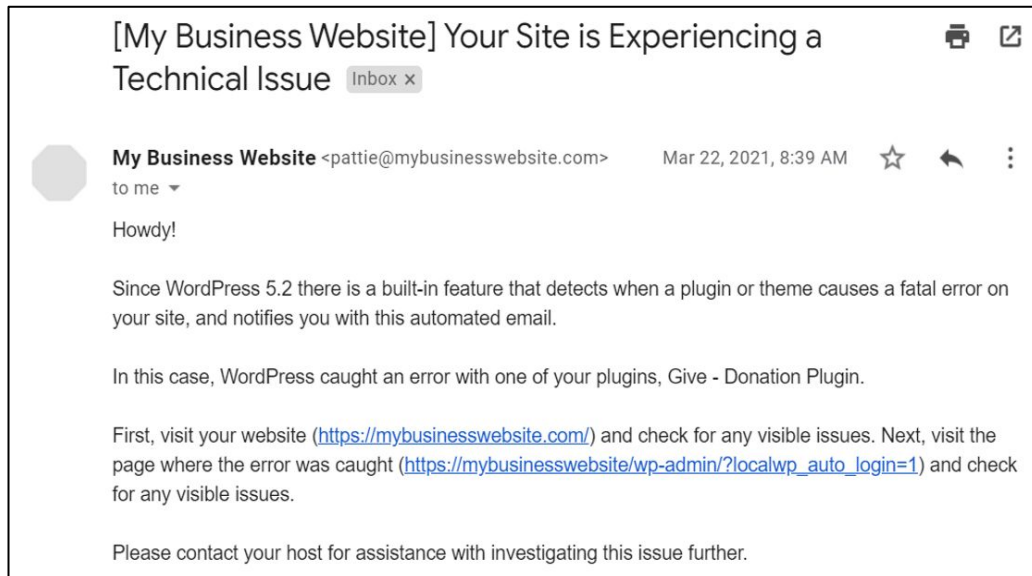 [My Business Website] Your Site is Experiencing a
Technical Issue Inbox x
My Business Website <pattie@mybusinesswebsite.com> Mar 22, 2021, 8:39 AM
to me
Howdy!
Since WordPress 5.2 there is a built-in feature that detects when a plugin or theme causes a fatal error on
your site, and notifies you with this automated email.
In this case, WordPress caught an error with one of your plugins, Give - Donation Plugin.
First, visit your website (https://mybusinesswebsite.com/) and check for any visible issues. Next, visit the
page where the error was caught (https://mybusinesswebsite/wp-admin/?localwp_auto_login=1) and check
for any visible issues.
Please contact your host for assistance with investigating this issue further.